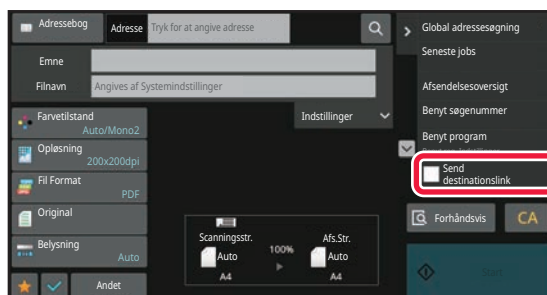 Adressebog
Adresse
Tryk for at angive adresse
Emne
Filnavn
Angives af Systemindstillinger
Indstillinger
Farvetilstand
Auto/Mono2
Opløsning
200x200dpi
Fil Format
PDF
Original
Belysning
Auto
Andet
Scanningsstr.
Auto
A4
100%
Afs.Str.
Auto
A4
Global adressesøgning
Seneste jobs
Afsendelsesoversigt
Benyt søgenummer
Benyt program
Send
destinationslink
Forhåndsvis
CA
Start